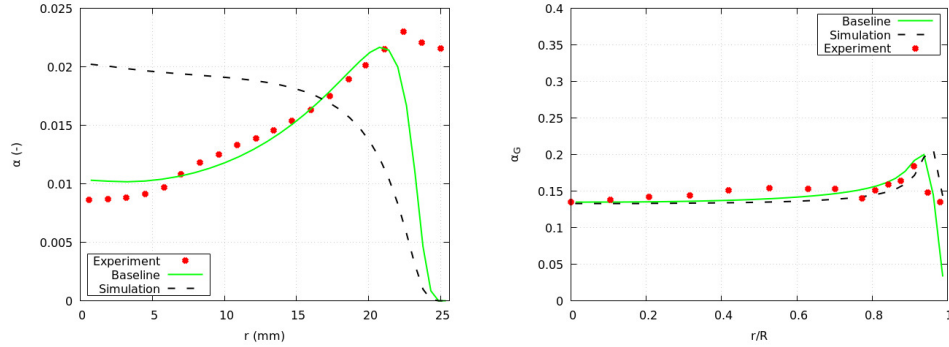 0.025
0.02
0.015
0.01
0.005
0
α (-)
Experiment
Baseline
Simulation
0 5 10 15 20 25
r (mm)
0.4
0.35
0.3
0.25
0.2
0.15
0.1
0.05
0
αG
Baseline
Simulation
Experiment
0 0.2 0.4 0.6 0.8 1
r/R